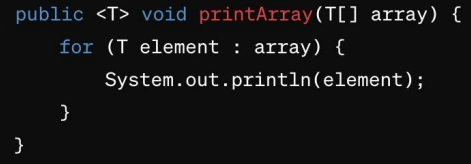 public <T> void printArray(T[] array) {
    for (T element : array) {
        System.out.println(element);
    }
}